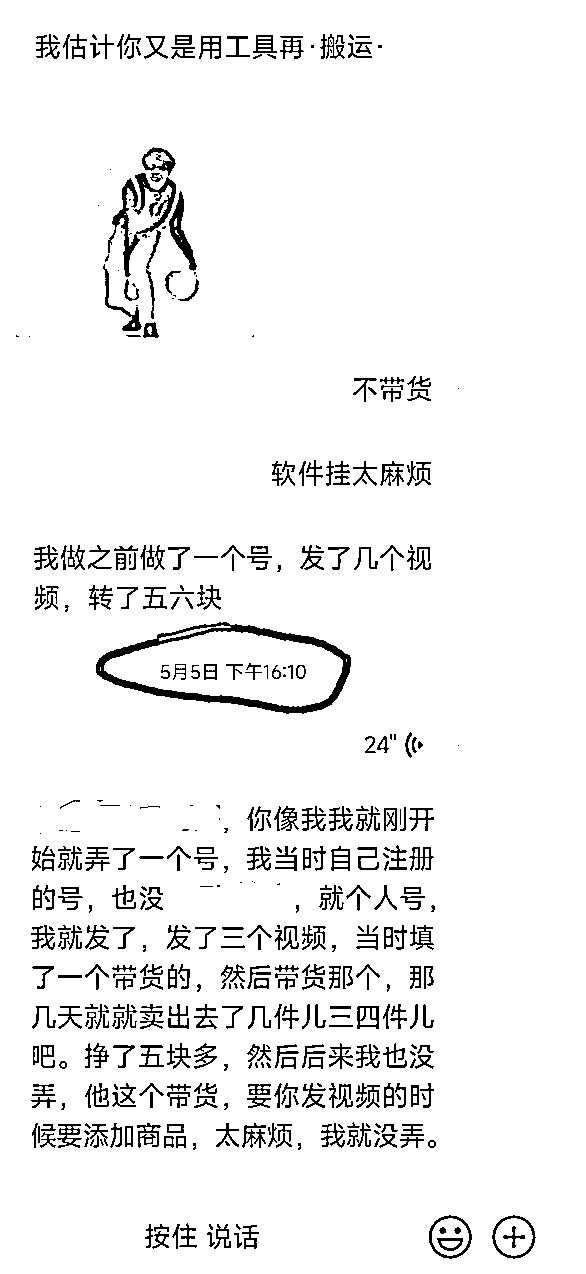 我估计你又是用工具再·搬运·
不带货
软件挂太麻烦
我做之前做了一个号，发了几个视
频，转了五六块
5月5日 下午16:10
24"
，你像我我就刚开
始就弄了一个号，我当时自己注册
的号，也没 ，就个人号，
我就发了，发了三个视频，当时填
了一个带货的，然后带货那个，那
几天就就卖出去了几件儿三四件儿
吧。挣了五块多，然后后来我也没
弄，他这个带货，要你发视频的时
候要添加商品，太麻烦，我就没弄。
按住 说话